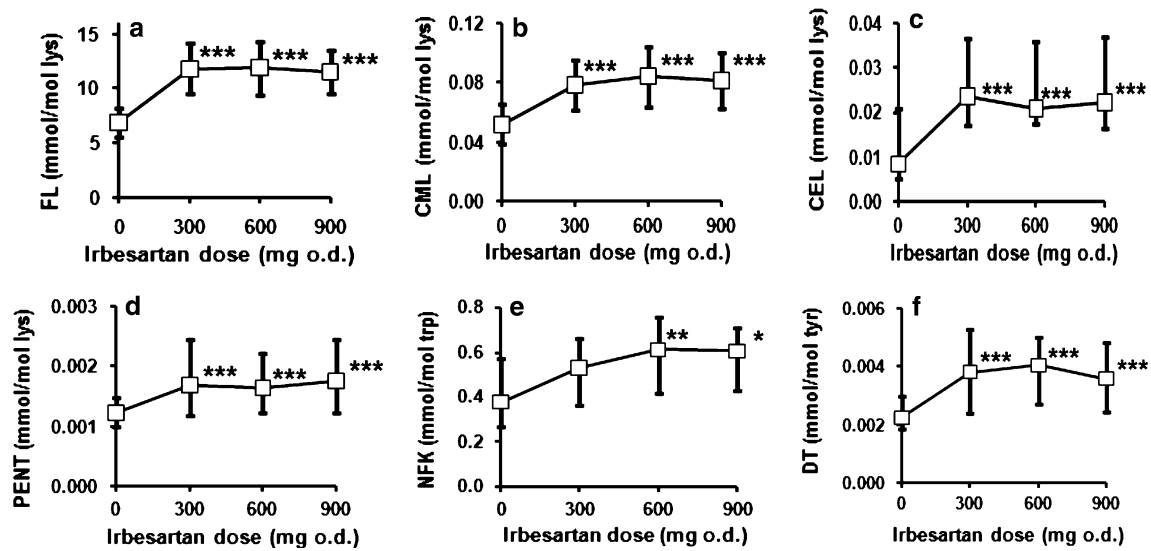 a
FL (mmol/mol lys)
15
10
5
0
***
***
***
0 300 600 900
Irbesartan dose (mg o.d.)
b
CML (mmol/mol lys)
0.12
0.08
0.04
0.00
***
***
***
0 300 600 900
Irbesartan dose (mg o.d.)
c
CEL (mmol/mol lys)
0.04
0.03
0.02
0.01
0.00
***
***
***
0 300 600 900
Irbesartan dose (mg o.d.)
d
PENT (mmol/mol lys)
0.003
0.002
0.001
0.000
***
***
***
0 300 600 900
Irbesartan dose (mg o.d.)
e
NFK (mmol/mol trp)
0.8
0.6
0.4
0.2
0.0
**
*
0 300 600 900
Irbesartan dose (mg o.d.)
f
DT (mmol/mol tyr)
0.006
0.004
0.002
0.000
***
***
***
0 300 600 900
Irbesartan dose (mg o.d.)